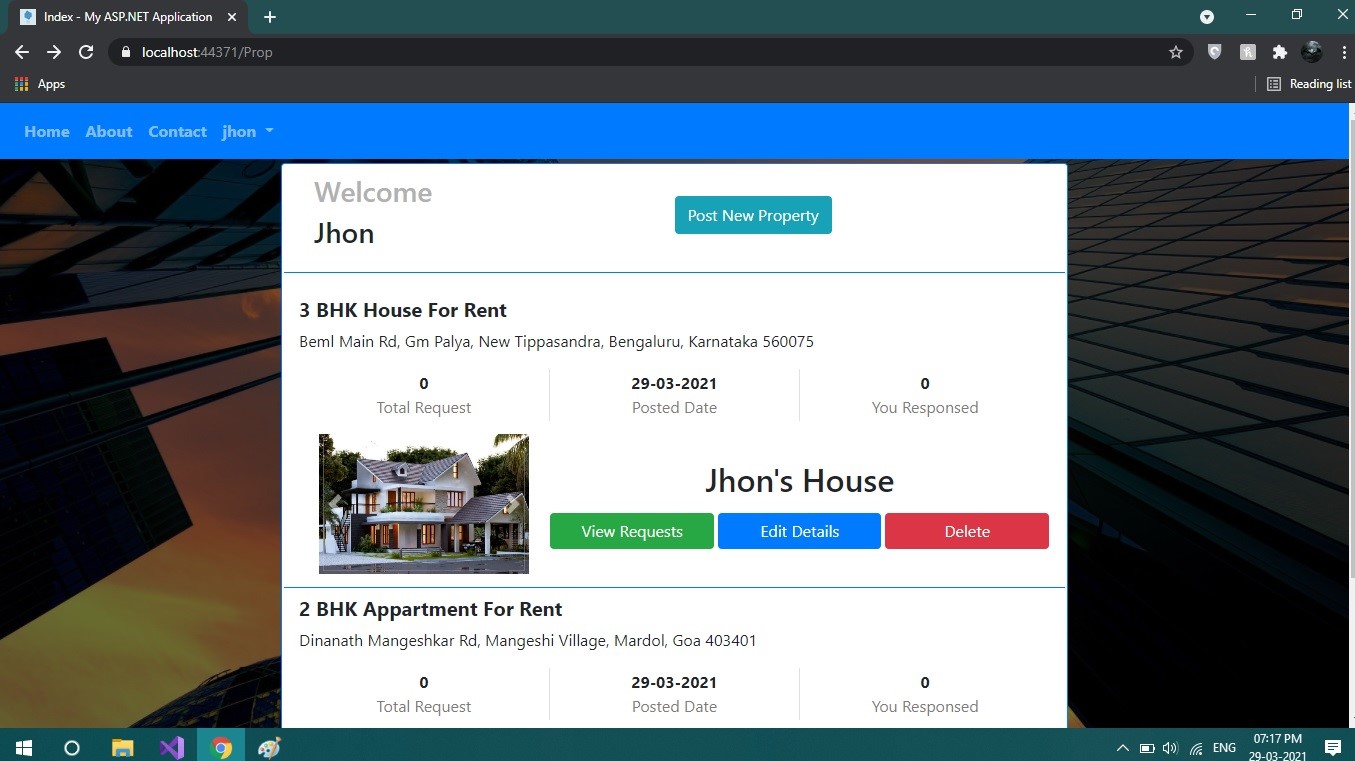 Index - My ASP.NET Application
localhost:44371/Prop
Apps
Reading list
Home About Contact jhon
Welcome
Jhon
Post New Property
3 BHK House For Rent
Beml Main Rd, Gm Palya, New Tippasandra, Bengaluru, Karnataka 560075
0 29-03-2021 0
Total Request Posted Date You Responsed
Jhon's House
View Requests Edit Details Delete
2 BHK Appartment For Rent
Dinanath Mangeshkar Rd, Mangeshi Village, Mardol, Goa 403401
0 29-03-2021 0
Total Request Posted Date You Responsed
ENG
07:17 PM
29-03-2021